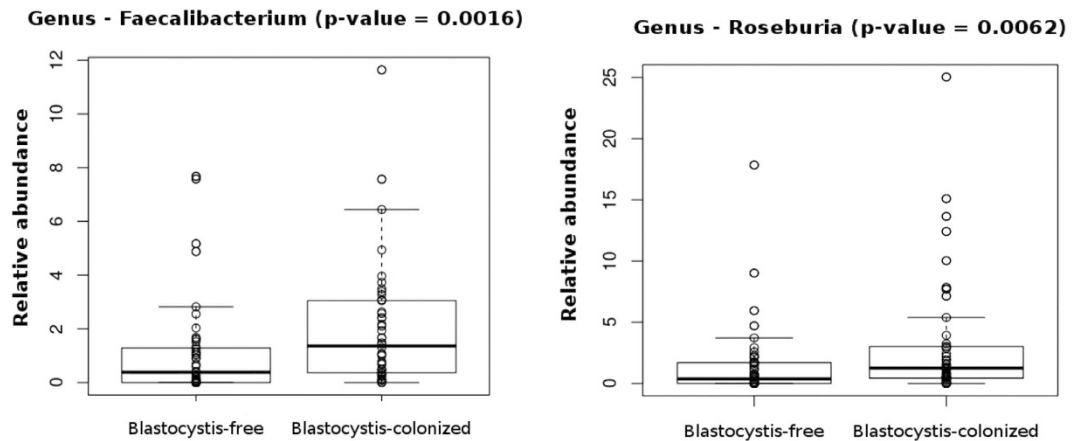 Genus - Faecalibacterium (p-value = 0.0016)
Relative abundance
12
10
8
6
4
2
0
Blastocystis-free Blastocystis-colonized
Genus - Roseburia (p-value = 0.0062)
Relative abundance
25
20
15
10
5
0
Blastocystis-free Blastocystis-colonized